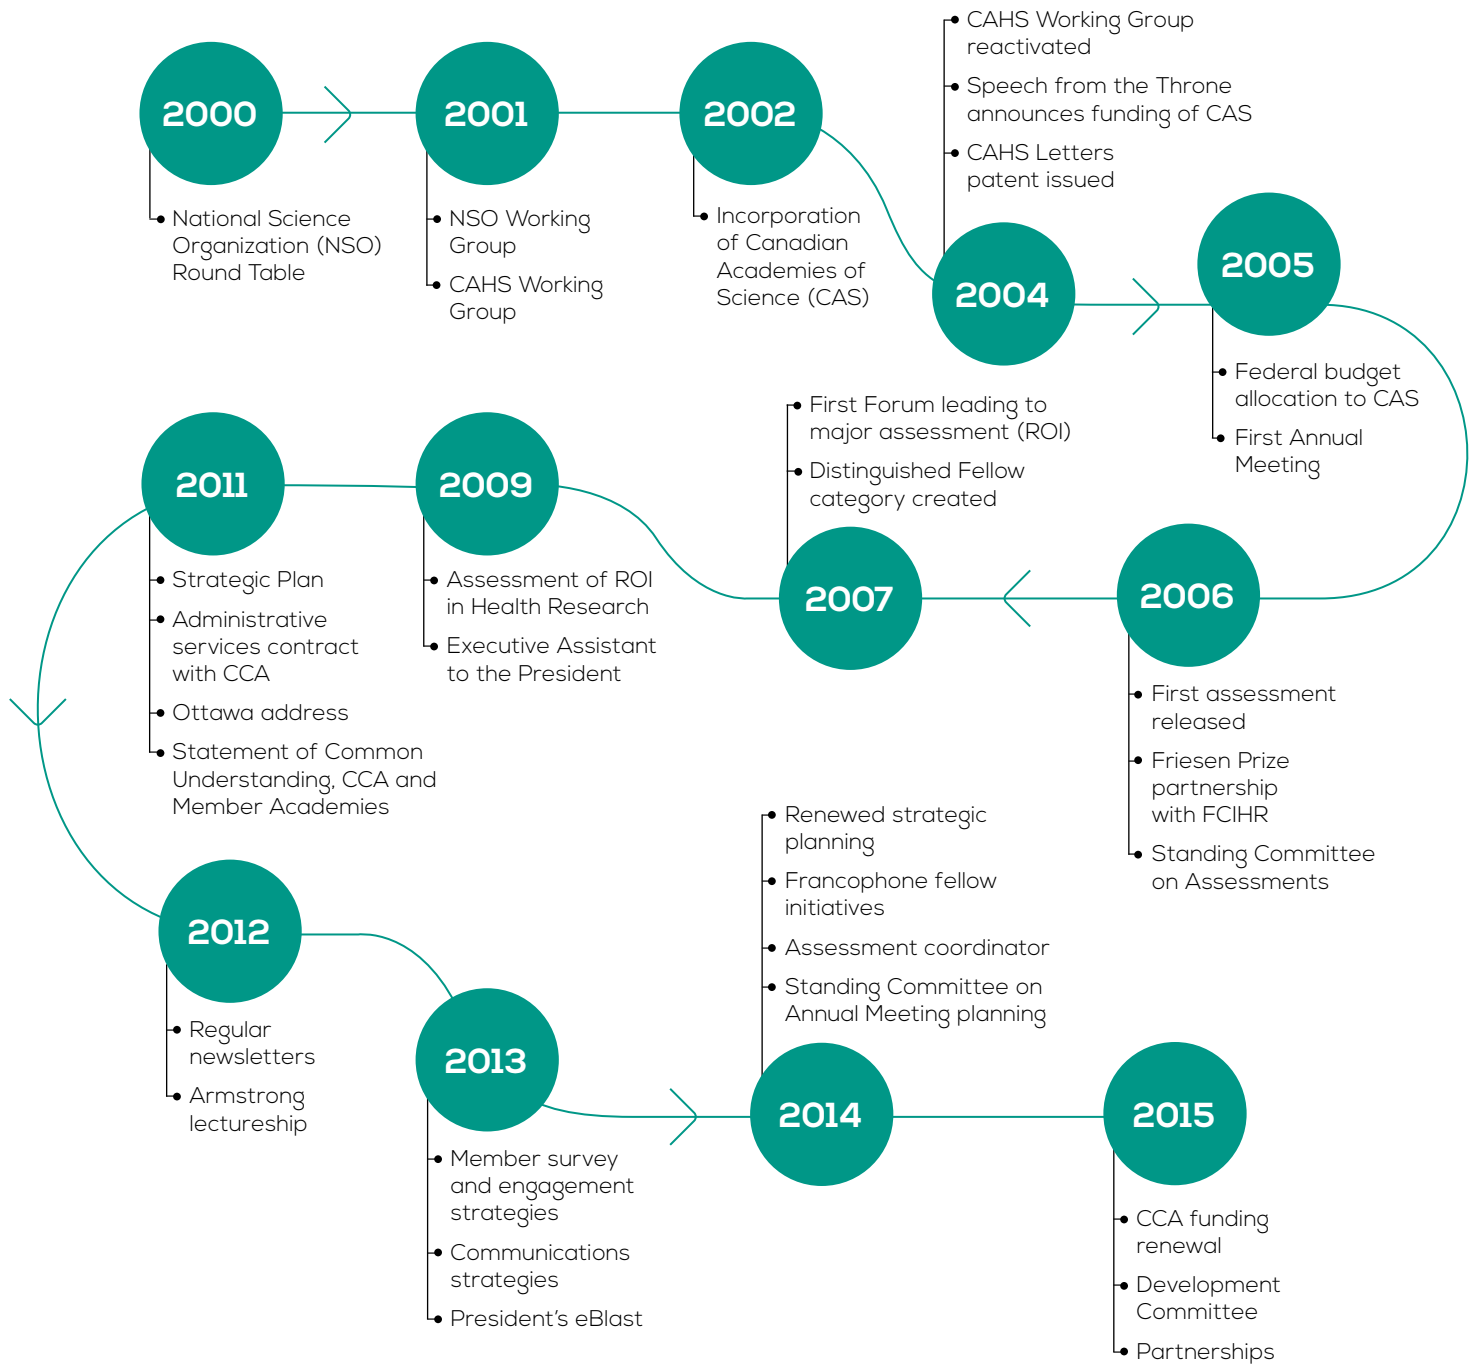 2000
National Science
Organization (NSO)
Round Table
2001
NSO Working
Group
CAHS Working
Group
2002
Incorporation
of Canadian
Academies of
Science (CAS)
CAHS Working Group
reactivated
Speech from the Throne
announces funding of CAS
CAHS Letters
patent issued
2004
2005
Federal budget
allocation to CAS
First Annual
Meeting
2006
First assessment
released
Friesen Prize
partnership
with FCIHR
Standing Committee
on Assessments
First Forum leading to
major assessment (ROI)
Distinguished Fellow
category created
2007
2009
Assessment of ROI
in Health Research
Executive Assistant
to the President
2011
Strategic Plan
Administrative
services contract
with CCA
Ottawa address
Statement of Common
Understanding, CCA and
Member Academies
2012
Regular
newsletters
Armstrong
lectureship
2013
Member survey
and engagement
strategies
Communications
strategies
President’s eBlast
Renewed strategic
planning
Francophone fellow
initiatives
Assessment coordinator
Standing Committee on
Annual Meeting planning
2014
2015
CCA funding
renewal
Development
Committee
Partnerships